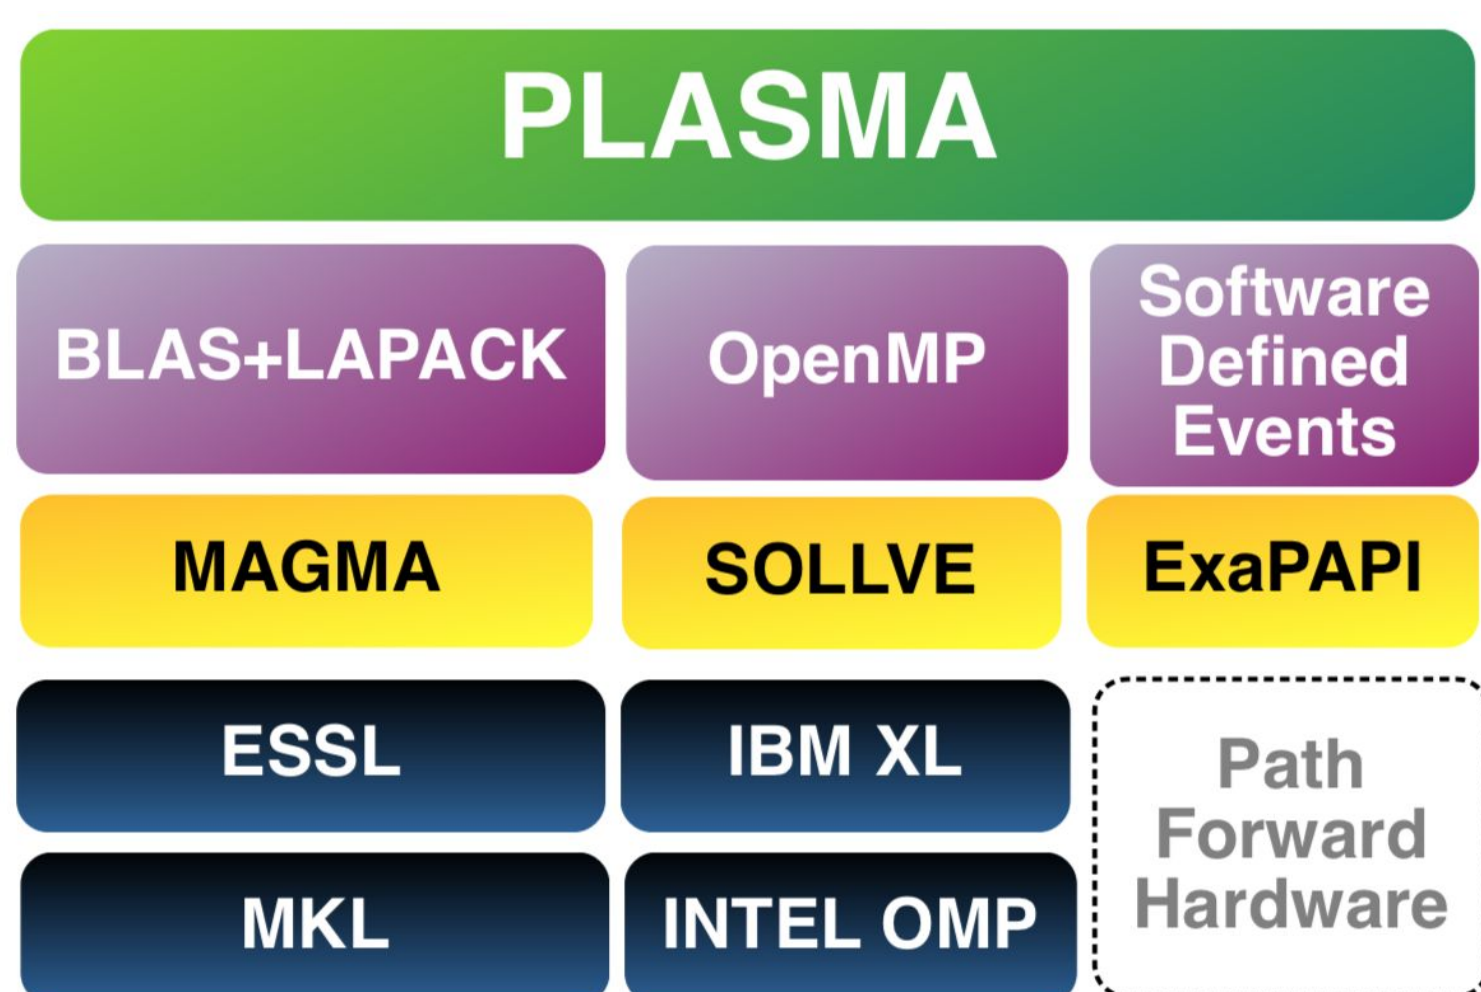 PLASMA
BLAS+LAPACK
OpenMP
Software
Defined
Events
MAGMA
SOLLVE
ExaPAPI
ESSL
IBM XL
Path
Forward
Hardware
MKL
INTEL OMP